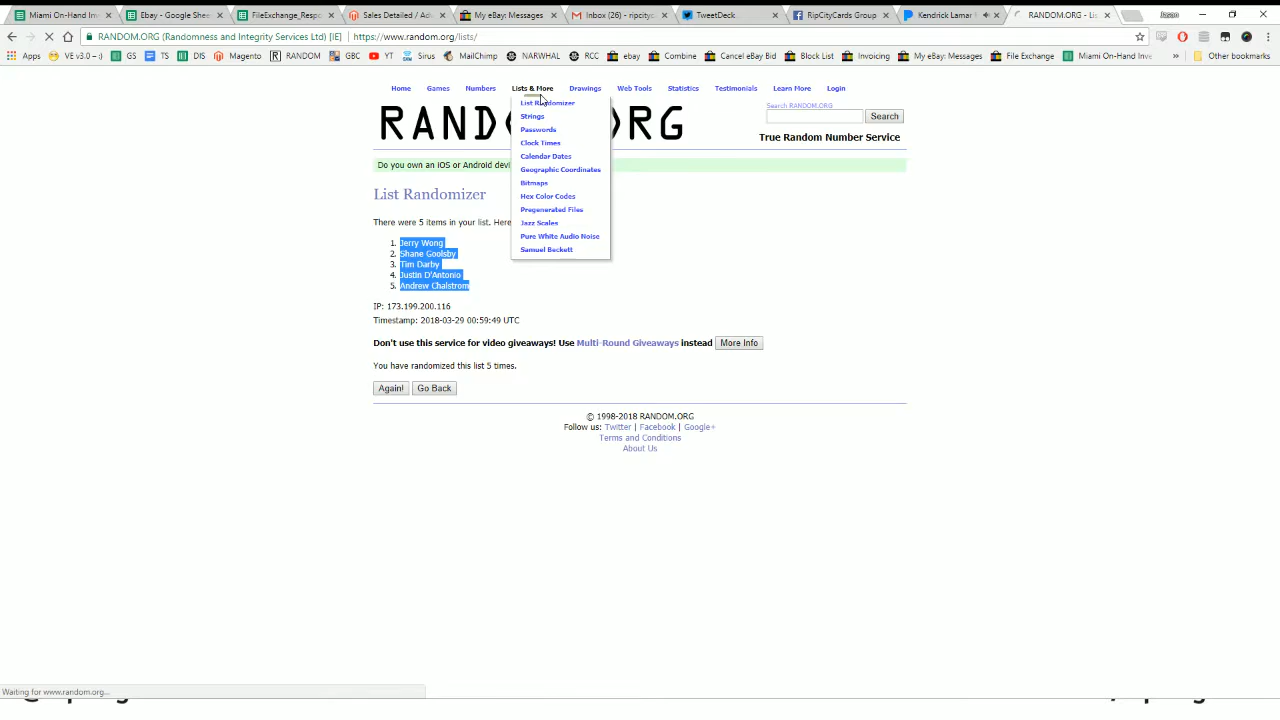 Miami On-Hand Inv
Ebay - Google Shee
FileExchange_Respo
Sales Detailed / Adv
My eBay: Messages
Inbox (26) - ripcityc
TweetDeck
RipCityCards Group
Kendrick Lamar
RANDOM.ORG - Lis
Jason
RANDOM.ORG (Randomness and Integrity Services Ltd) [IE]
https://www.random.org/lists/
Apps
VE v3.0 :-)
GS
TS
DIS
Magento
RANDOM
GBC
YT
Sirus
MailChimp
NARWHAL
RCC
ebay
Combine
Cancel eBay Bid
Block List
Invoicing
My eBay: Messages
File Exchange
Miami On-Hand Inve
Other bookmarks
Home
Games
Numbers
Lists & More
Drawings
Web Tools
Statistics
Testimonials
Learn More
Login
List Randomizer
Strings
Passwords
Clock Times
Calendar Dates
Geographic Coordinates
Bitmaps
Hex Color Codes
Pregenerated Files
Jazz Scales
Pure White Audio Noise
Samuel Beckett
Search RANDOM.ORG
Search
True Random Number Service
Do you own an iOS or Android devi
List Randomizer
There were 5 items in your list. Here
1. Jerry Wong
2. Shane Goolsby
3. Tim Darby
4. Justin D'Antonio
5. Andrew Chalstrom
IP: 173.199.200.116
Timestamp: 2018-03-29 00:59:49 UTC
Don't use this service for video giveaways! Use Multi-Round Giveaways instead
More Info
You have randomized this list 5 times.
Again!
Go Back
© 1998-2018 RANDOM.ORG
Follow us: Twitter | Facebook | Google+
Terms and Conditions
About Us
Waiting for www.random.org...